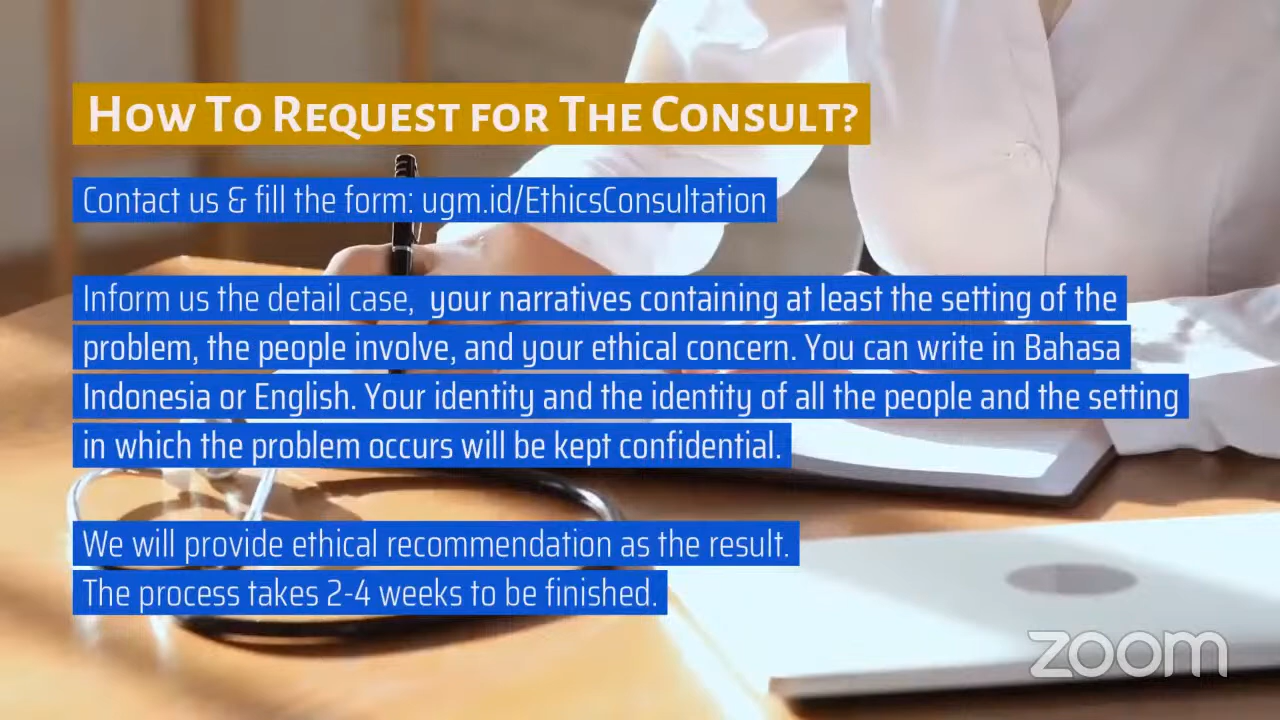 How To Request for The Consult?
Contact us & fill the form: ugm.id/EthicsConsultation
Inform us the detail case,  your narratives containing at least the setting of the
problem, the people involve, and your ethical concern. You can write in Bahasa
Indonesia or English. Your identity and the identity of all the people and the setting
in which the problem occurs will be kept confidential.
We will provide ethical recommendation as the result.
The process takes 2-4 weeks to be finished.
zoom